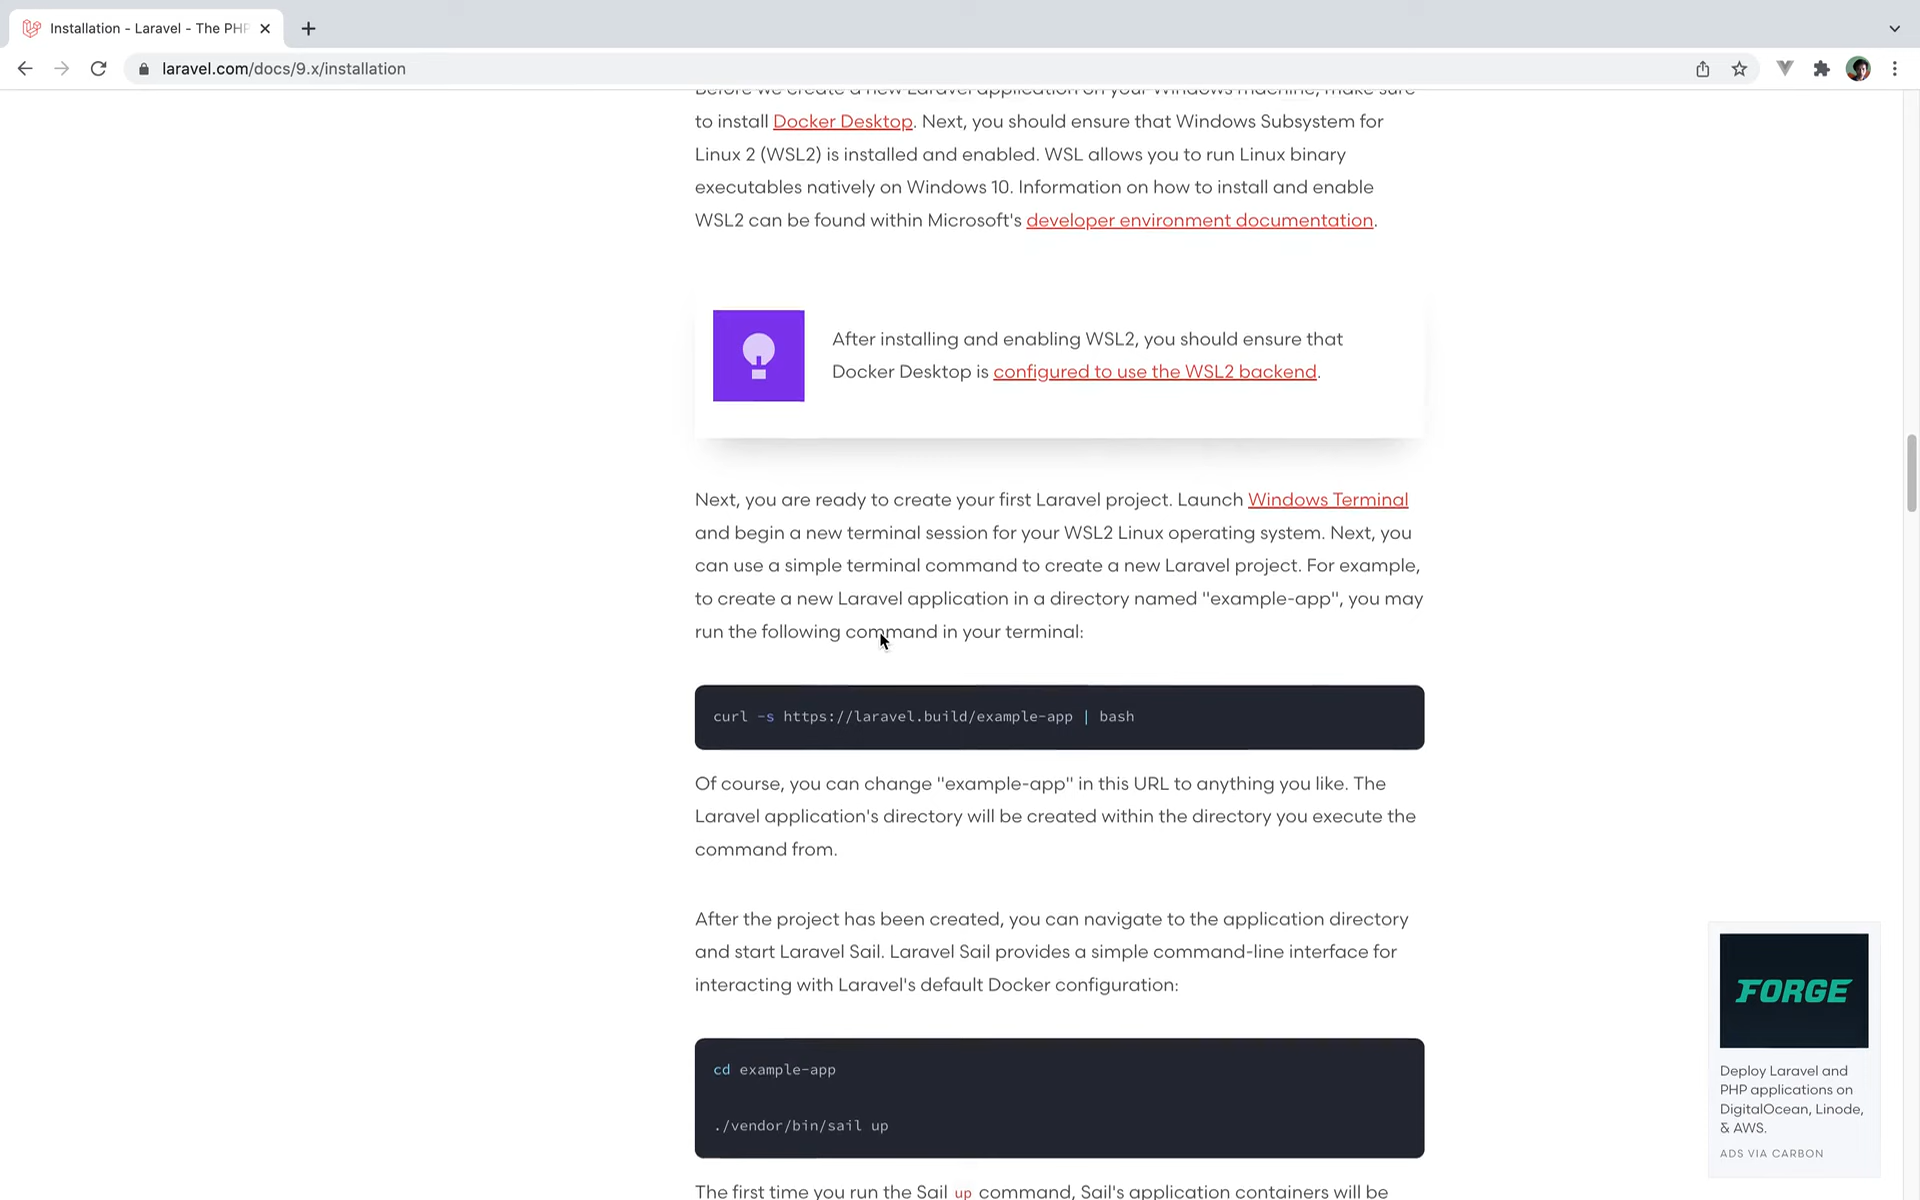 Installation - Laravel - The PHP
laravel.com/docs/9.x/installation
Before we create a new Laravel application on your Windows machine, make sure
to install Docker Desktop. Next, you should ensure that Windows Subsystem for
Linux 2 (WSL2) is installed and enabled. WSL allows you to run Linux binary
executables natively on Windows 10. Information on how to install and enable
WSL2 can be found within Microsoft's developer environment documentation.
After installing and enabling WSL2, you should ensure that
Docker Desktop is configured to use the WSL2 backend.
Next, you are ready to create your first Laravel project. Launch Windows Terminal
and begin a new terminal session for your WSL2 Linux operating system. Next, you
can use a simple terminal command to create a new Laravel project. For example,
to create a new Laravel application in a directory named "example-app", you may
run the following command in your terminal:
curl -s https://laravel.build/example-app | bash
Of course, you can change "example-app" in this URL to anything you like. The
Laravel application's directory will be created within the directory you execute the
command from.
After the project has been created, you can navigate to the application directory
and start Laravel Sail. Laravel Sail provides a simple command-line interface for
interacting with Laravel's default Docker configuration:
cd example-app
./vendor/bin/sail up
The first time you run the Sail up command, Sail's application containers will be
FORGE
Deploy Laravel and
PHP applications on
DigitalOcean, Linode,
& AWS.
ADS VIA CARBON